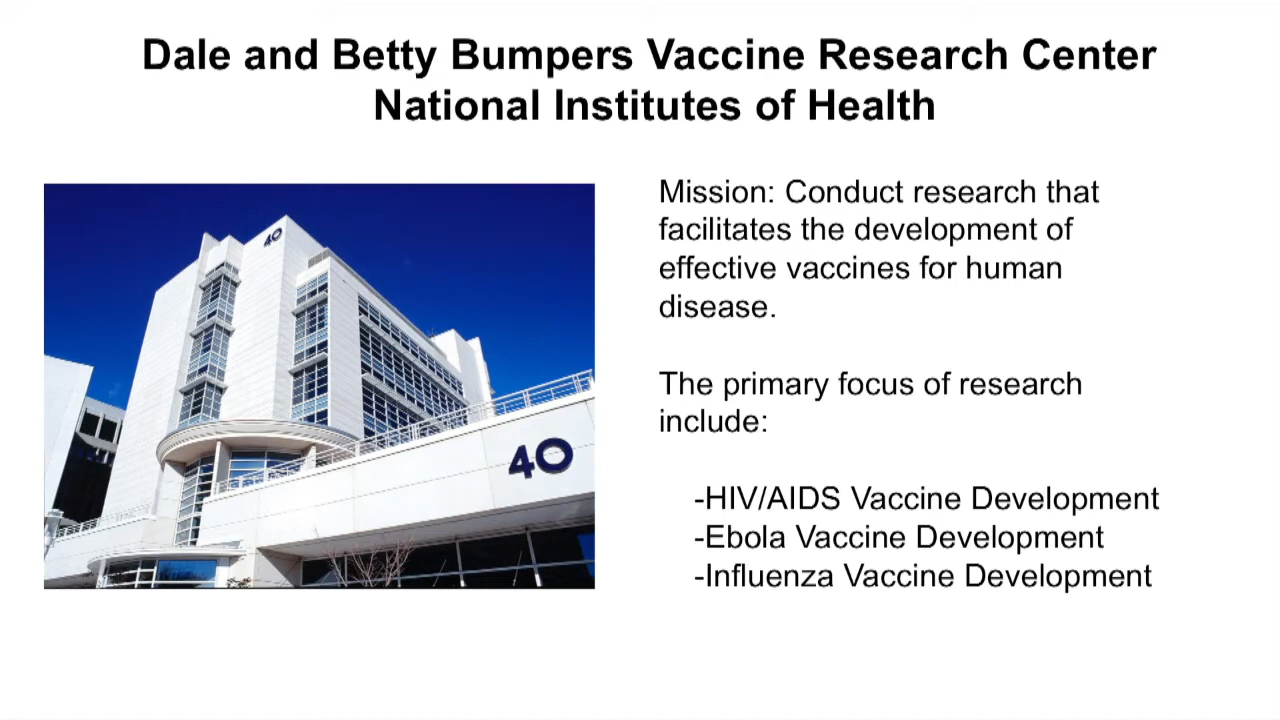 Dale and Betty Bumpers Vaccine Research Center
National Institutes of Health
40
40
Mission: Conduct research that
facilitates the development of
effective vaccines for human
disease.
The primary focus of research
include:
-HIV/AIDS Vaccine Development
-Ebola Vaccine Development
-Influenza Vaccine Development